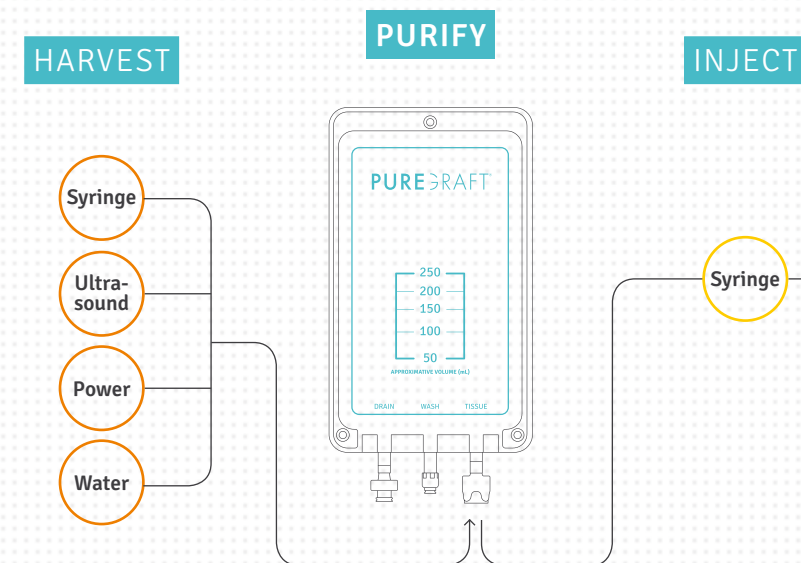 HARVEST
PURIFY
INJECT
Syringe
Ultra-
sound
Power
Water
PUREGRAFT
250
200
150
100
50
APPROXIMATIVE VOLUME (mL)
DRAIN WASH TISSUE
Syringe